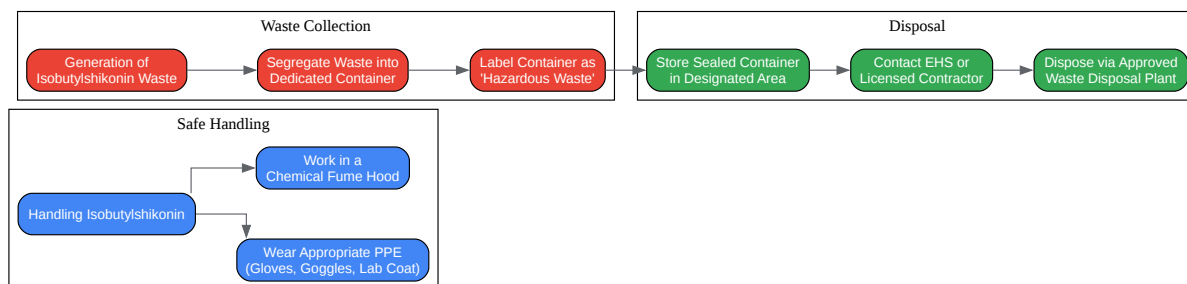 Waste Collection
Generation of
Isobutylshikonin Waste
Segregate Waste into
Dedicated Container
Label Container as
'Hazardous Waste'
Disposal
Store Sealed Container
in Designated Area
Contact EHS or
Licensed Contractor
Dispose via Approved
Waste Disposal Plant
Safe Handling
Handling Isobutylshikonin
Work in a
Chemical Fume Hood
Wear Appropriate PPE
(Gloves, Goggles, Lab Coat)